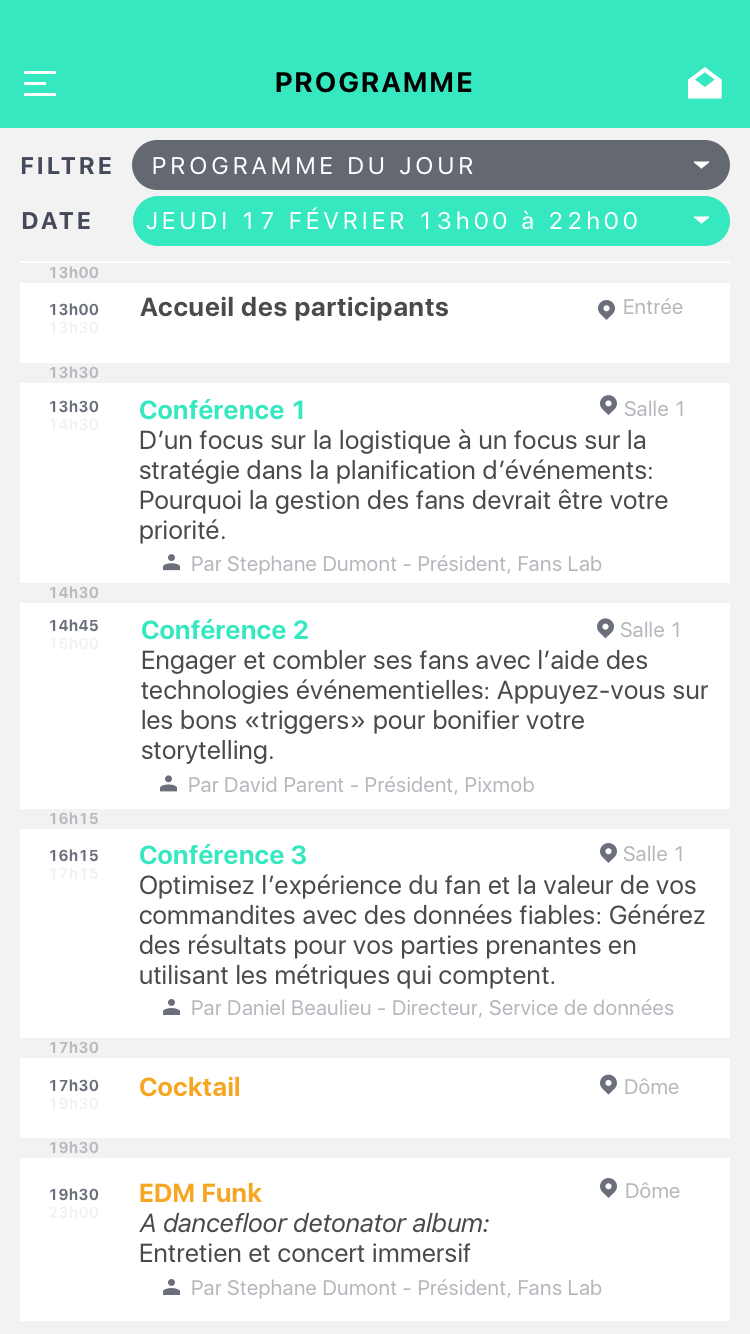 PROGRAMME
FILTRE PROGRAMME DU JOUR
DATE JEUDI 17 FÉVRIER 13h00 à 22h00
13h00
13h00 Accueil des participants Entrée
13h30
13h30
13h30 Conférence 1 Salle 1
14h30
D’un focus sur la logistique à un focus sur la
stratégie dans la planification d’événements:
Pourquoi la gestion des fans devrait être votre
priorité.
Par Stephane Dumont - Président, Fans Lab
14h30
14h45 Conférence 2 Salle 1
16h00
Engager et combler ses fans avec l’aide des
technologies événementielles: Appuyez-vous sur
les bons «triggers» pour bonifier votre
storytelling.
Par David Parent - Président, Pixmob
16h15
16h15 Conférence 3 Salle 1
17h15
Optimisez l’expérience du fan et la valeur de vos
commandites avec des données fiables: Générez
des résultats pour vos parties prenantes en
utilisant les métriques qui comptent.
Par Daniel Beaulieu - Directeur, Service de données
17h30
17h30 Cocktail Dôme
19h30
19h30
19h30 EDM Funk Dôme
23h00
A dancefloor detonator album:
Entretien et concert immersif
Par Stephane Dumont - Président, Fans Lab